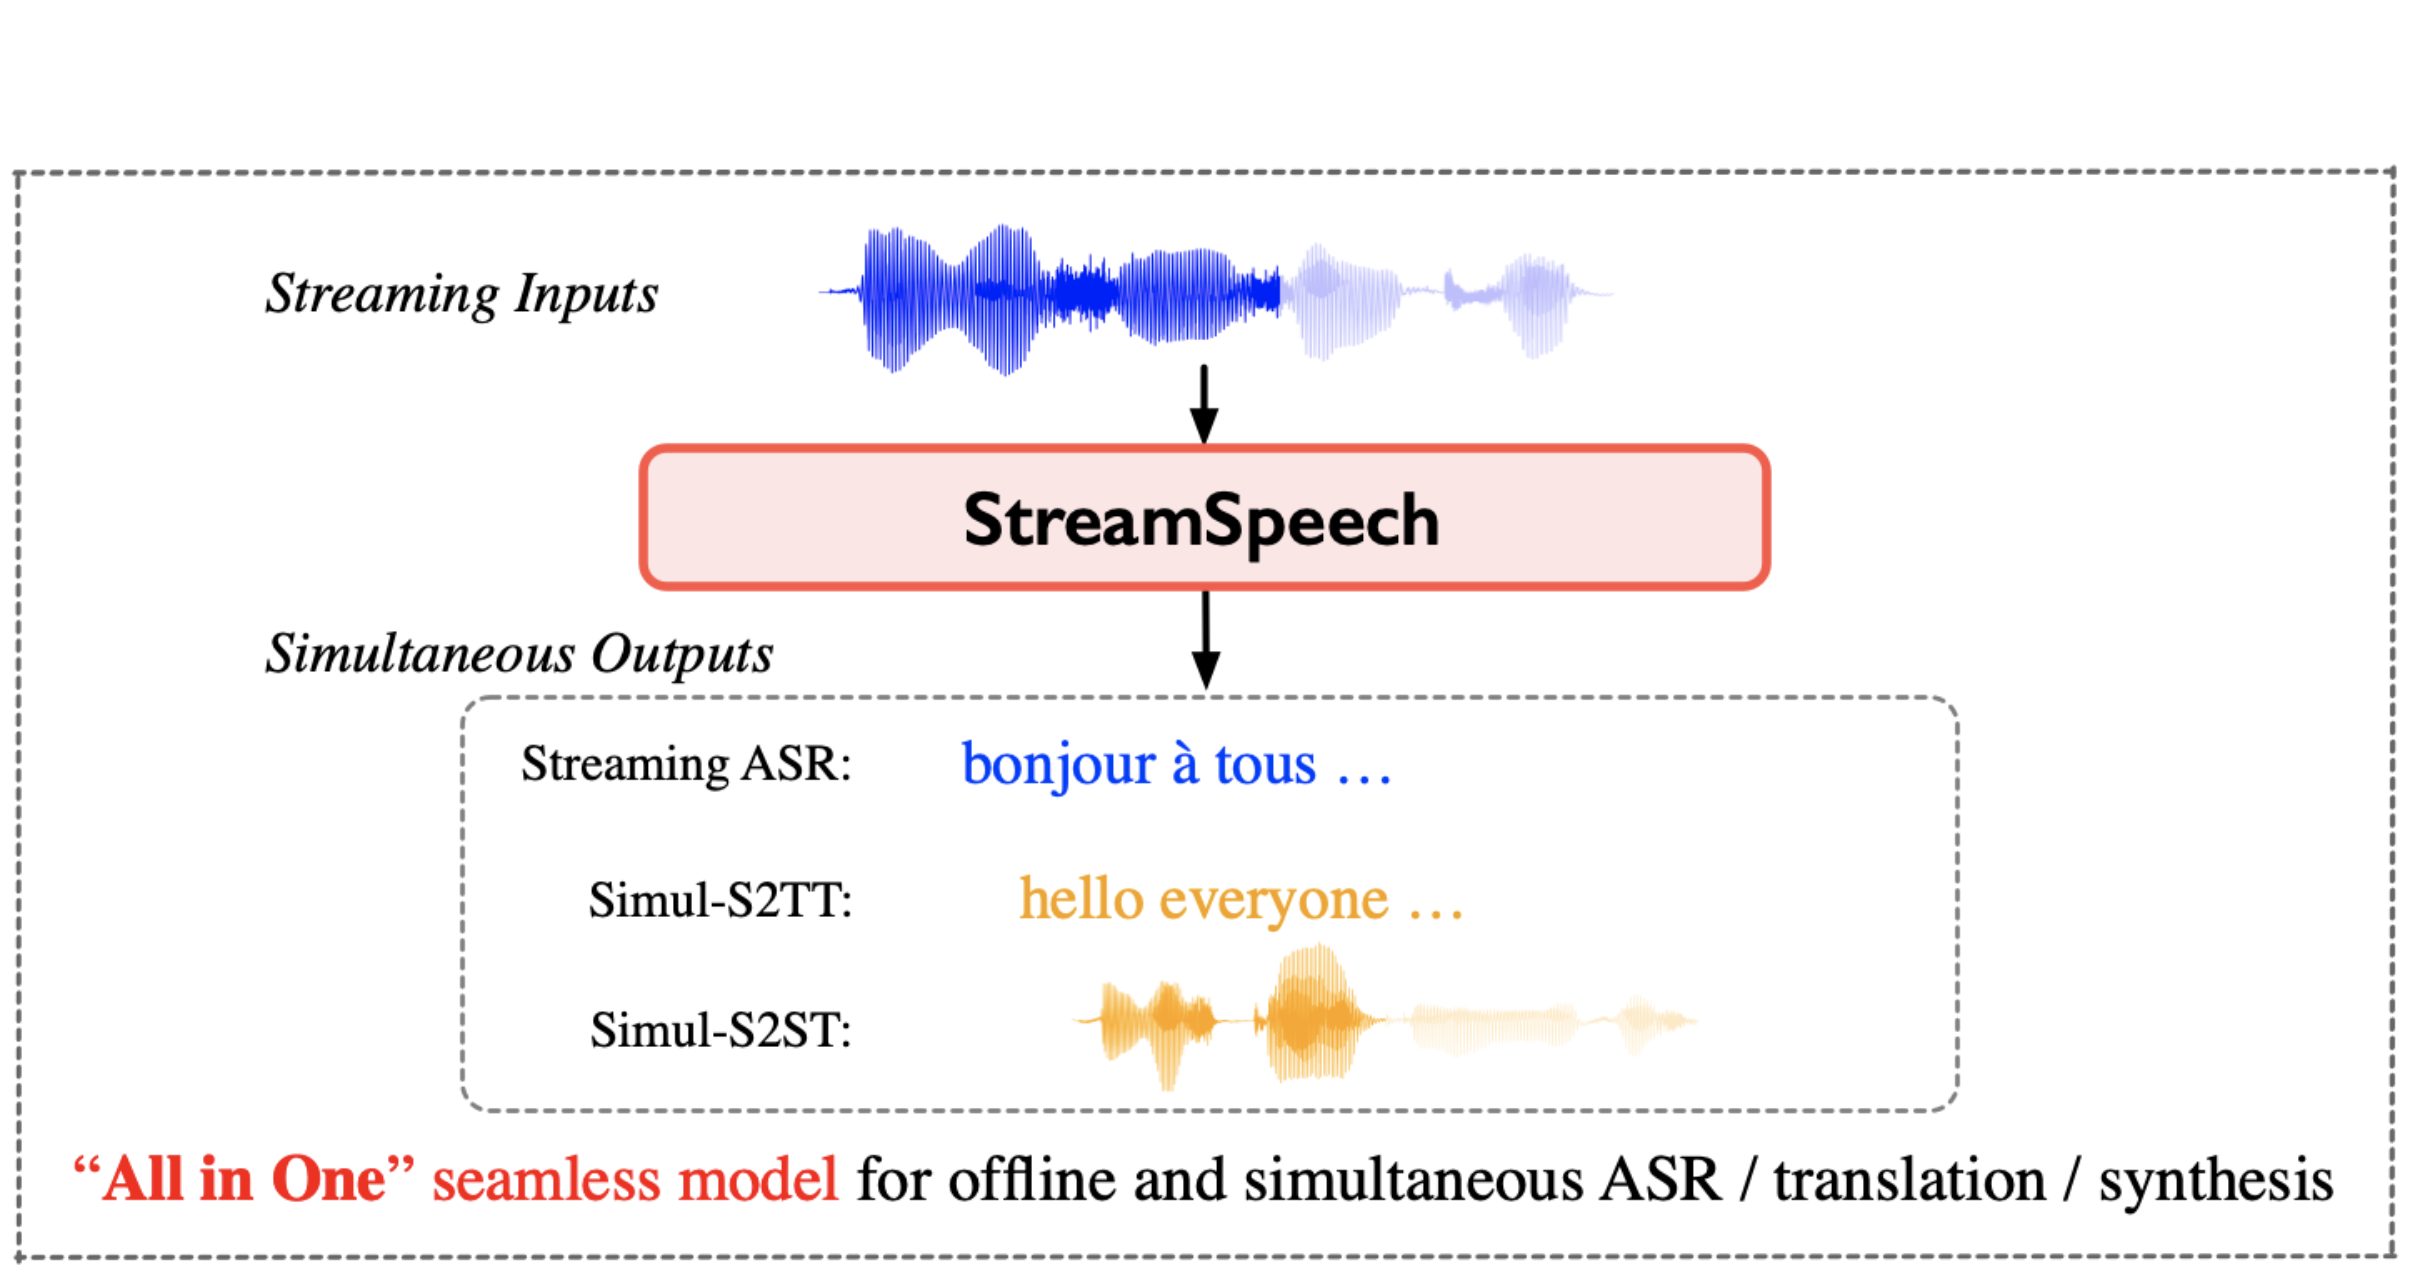 Streaming Inputs
StreamSpeech
Simultaneous Outputs
Streaming ASR: bonjour à tous …
Simul-S2TT: hello everyone …
Simul-S2ST:
“All in One” seamless model for offline and simultaneous ASR / translation / synthesis